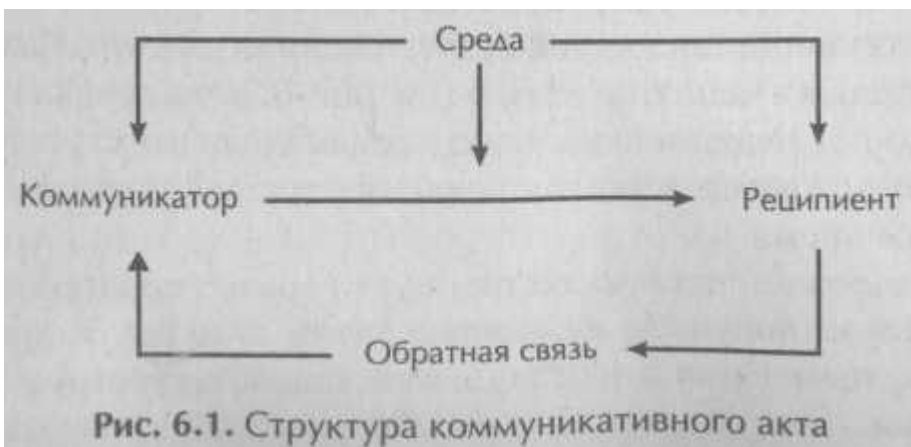 Среда
Коммуникатор Реципиент
Обратная связь
Рис. 6.1. Структура коммуникативного акта